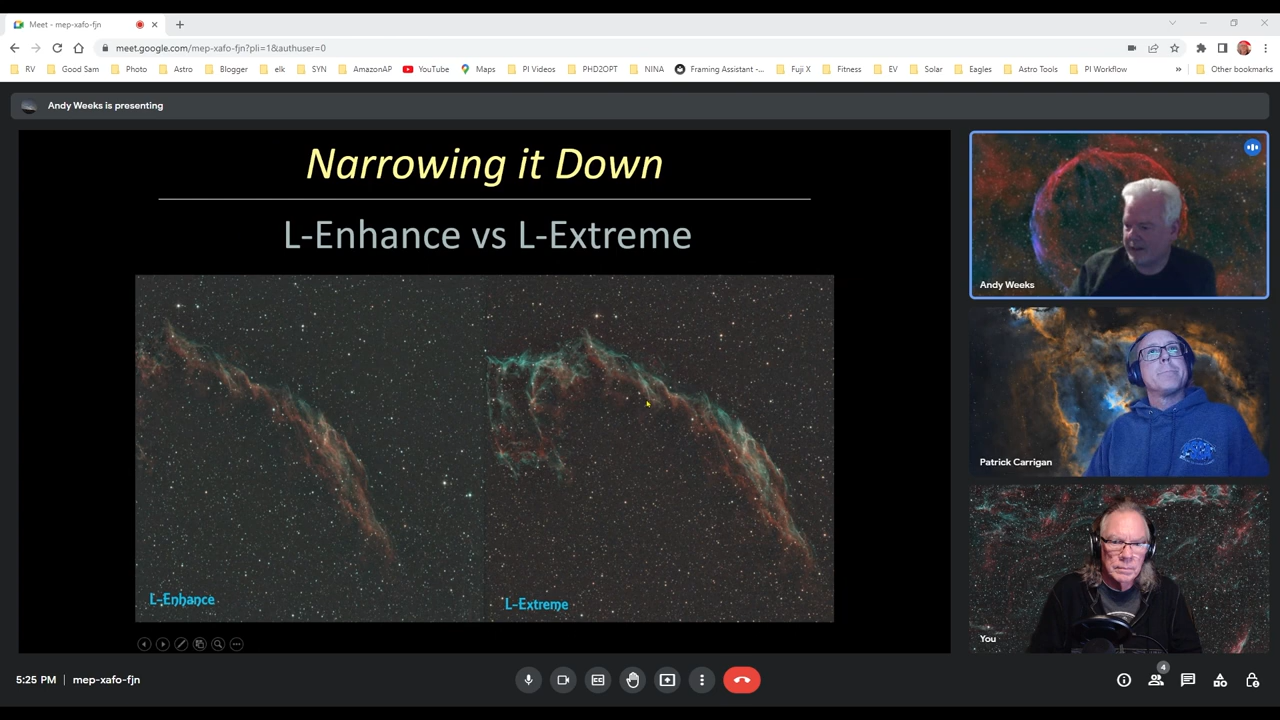 Meet - mep-xafo-fjn
meet.google.com/mep-xafo-fjn?pli=1&authuser=0
RV Good Sam Photo Astro Blogger elk SYN AmazonAP YouTube Maps PI Videos PHD2OPT NINA Framing Assistant -... Fuji X Fitness EV Solar Eagles Astro Tools PI Workflow » Other bookmarks
Andy Weeks is presenting
Narrowing it Down
L-Enhance vs L-Extreme
L-Enhance
L-Extreme
Andy Weeks
Patrick Carrigan
You
5:25 PM | mep-xafo-fjn
4